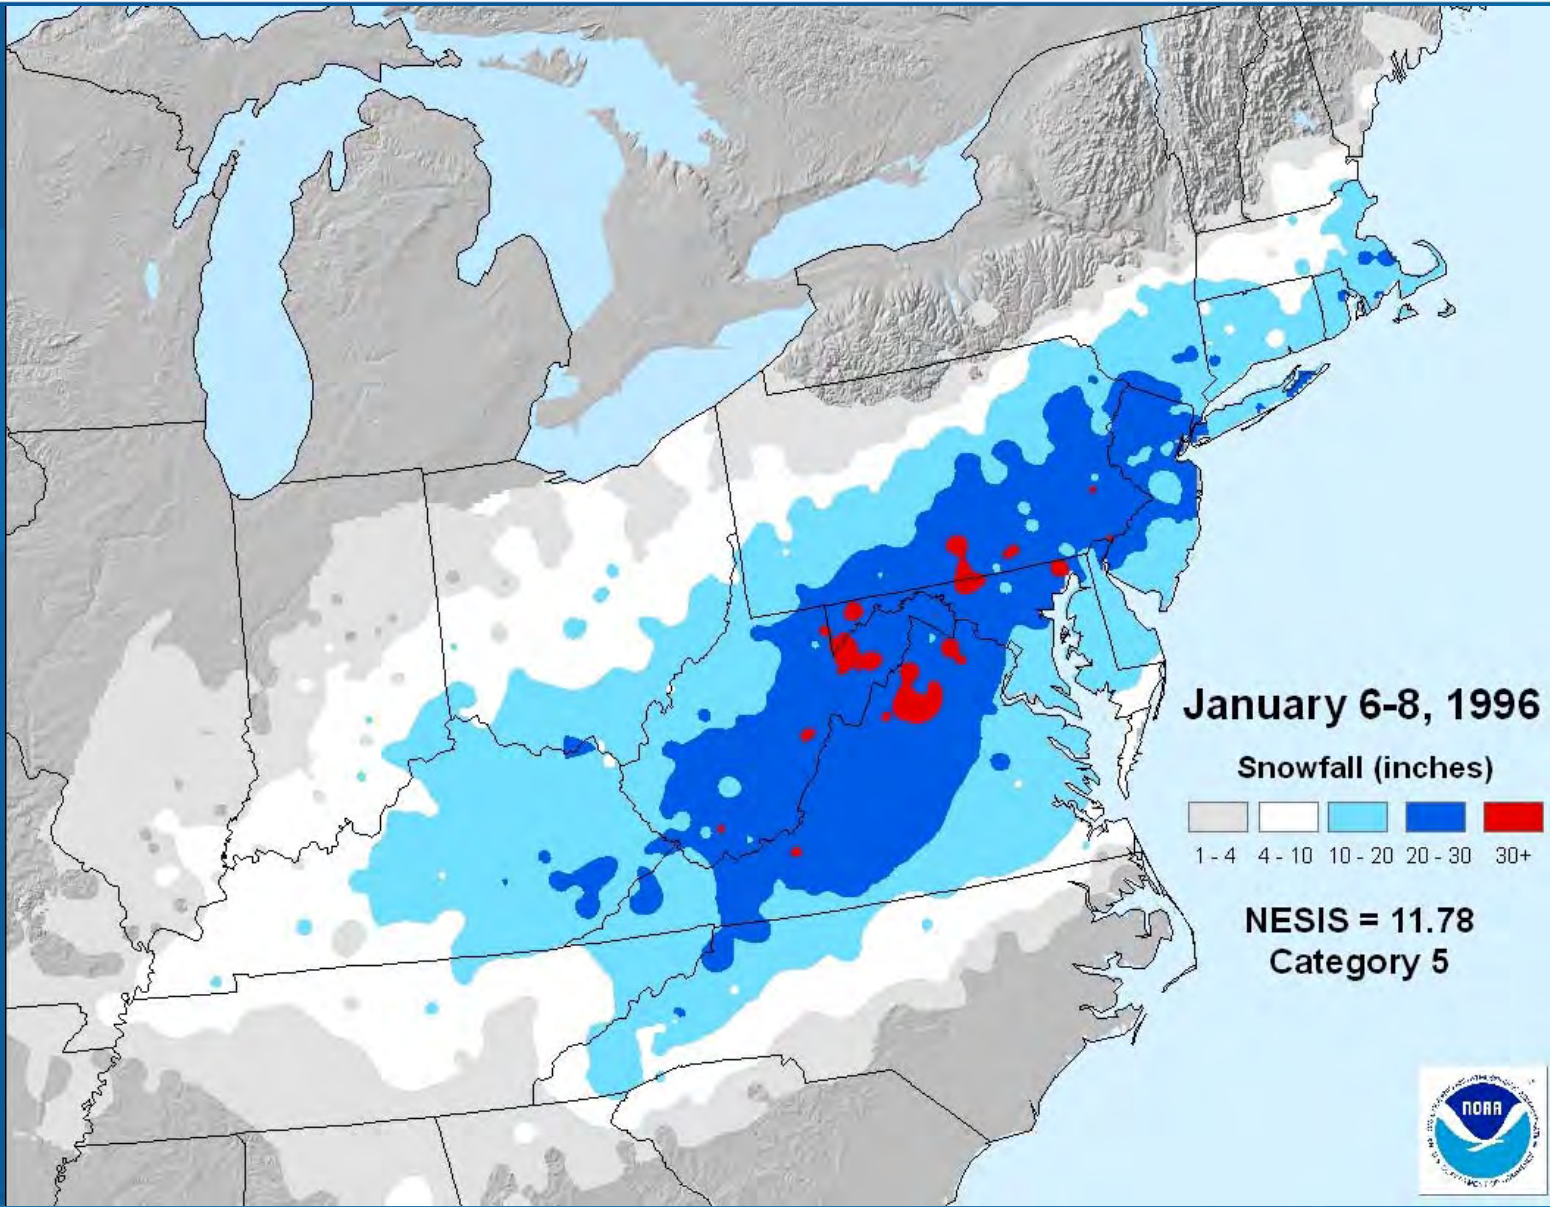 January 6-8, 1996
Snowfall (inches)
1 - 4 4 - 10 10 - 20 20 - 30 30+
NESIS = 11.78
Category 5
NOAA